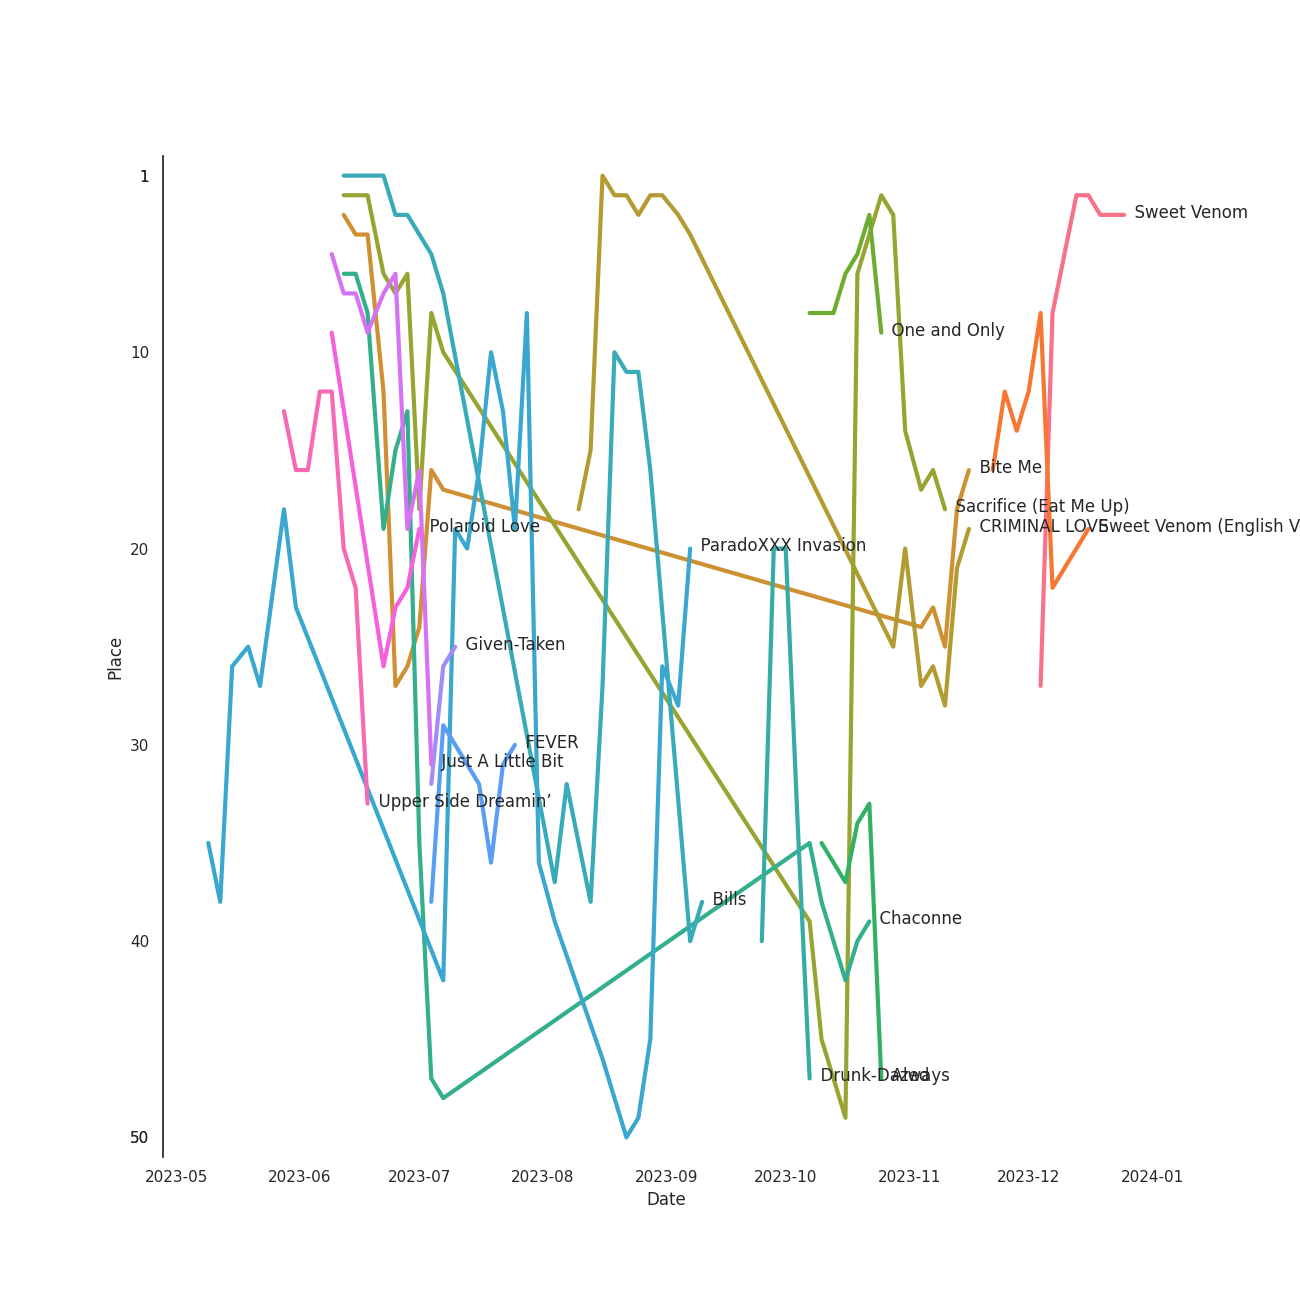 1
Sweet Venom
One and Only
10
Bite Me
Sacrifice (Eat Me Up)
Polaroid Love
CRIMINAL LOVE
Sweet Venom (English V
20
ParadoXXX Invasion
Given-Taken
Place
30
FEVER
Just A Little Bit
Upper Side Dreamin’
Bills
40
Chaconne
Drunk-Dazed
Always
50
2023-05
2023-06
2023-07
2023-08
2023-09
2023-10
2023-11
2023-12
2024-01
Date